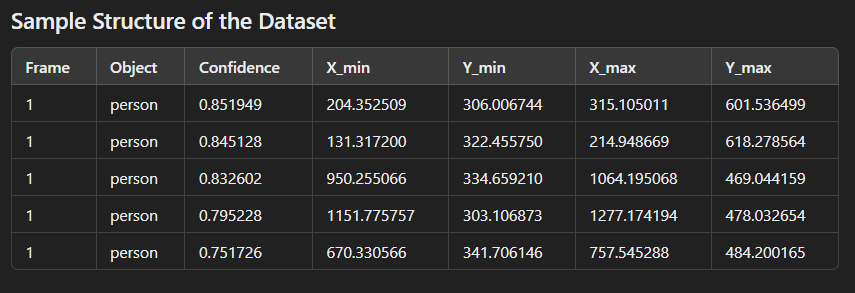 Sample Structure of the Dataset
Frame Object Confidence X_min Y_min X_max Y_max
1 person 0.851949 204.352509 306.006744 315.105011 601.536499
1 person 0.845128 131.317200 322.455750 214.948669 618.278564
1 person 0.832602 950.255066 334.659210 1064.195068 469.044159
1 person 0.795228 1151.775757 303.106873 1277.174194 478.032654
1 person 0.751726 670.330566 341.706146 757.545288 484.200165